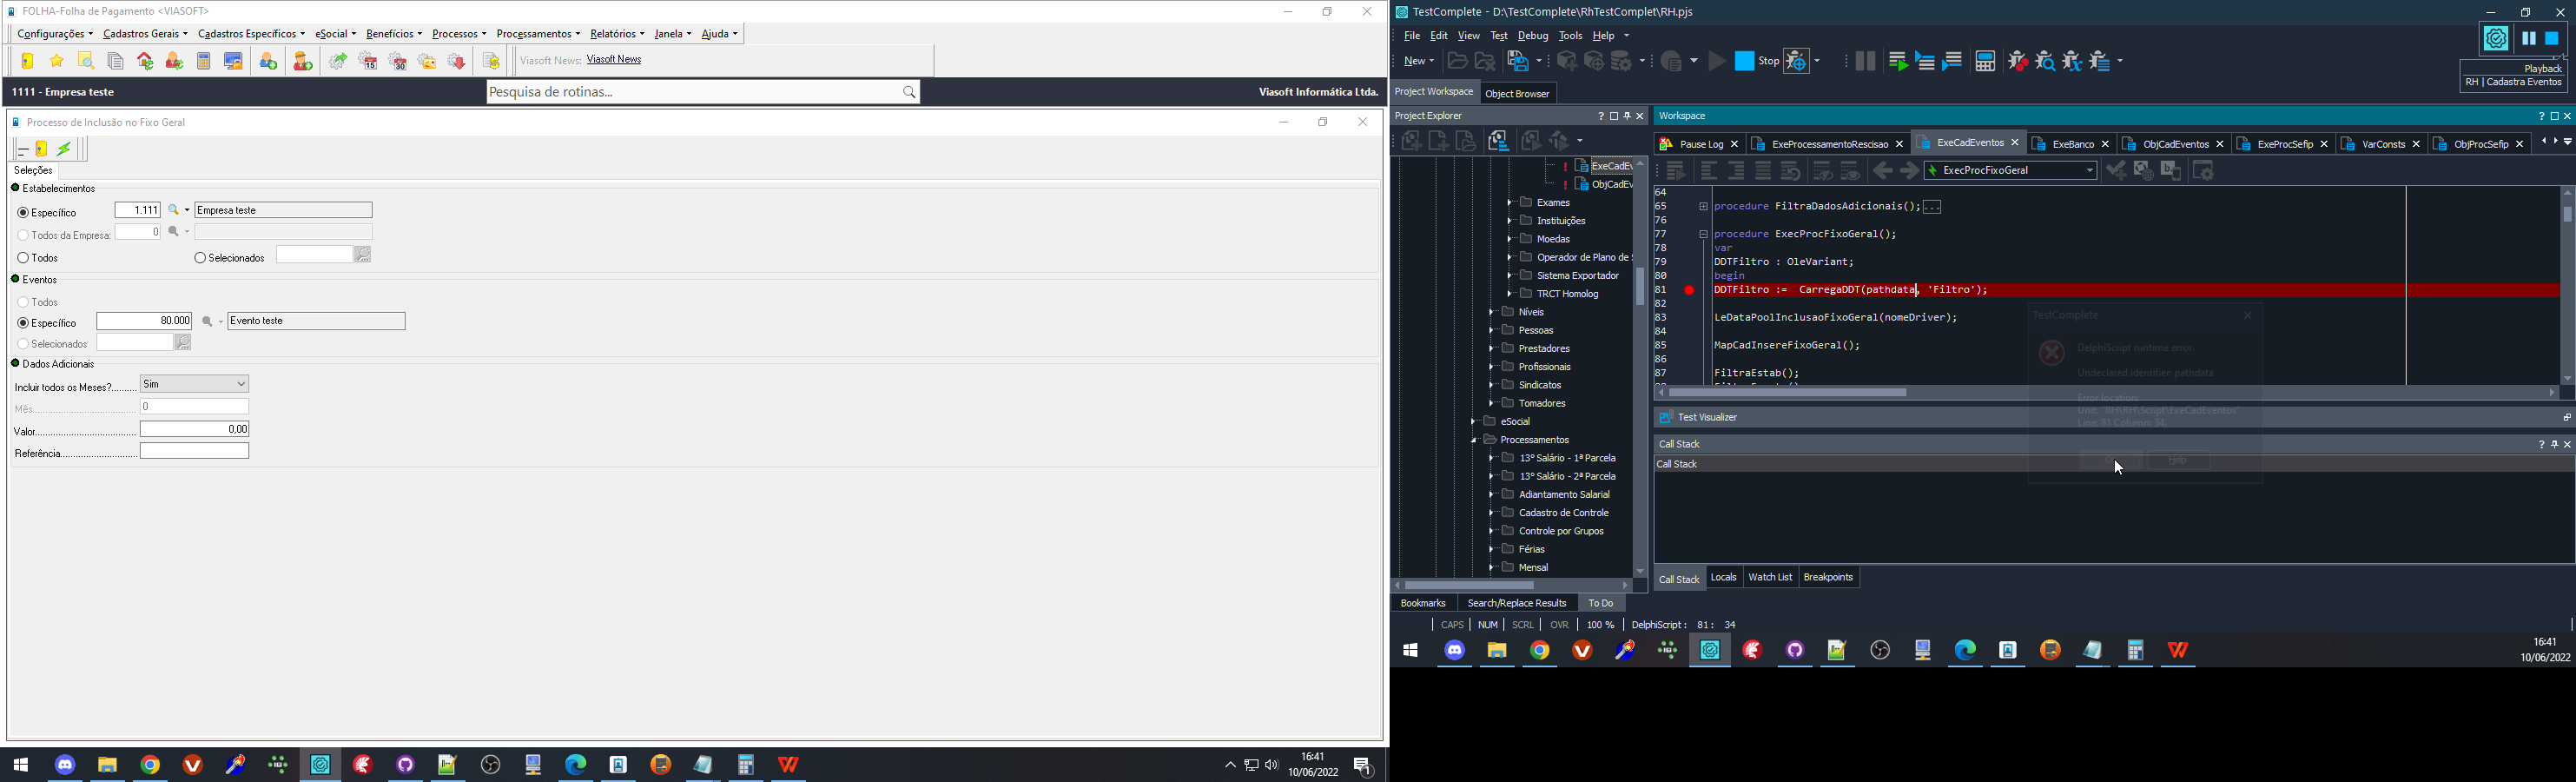 FOLHA-Folha de Pagamento <VIASOFT>
Configurações Cadastros Gerais Cadastros Específicos eSocial Benefícios Processos Processamentos Relatórios Janela Ajuda
15 30 Viasoft News: Viasoft News
1111 - Empresa teste Pesquisa de rotinas... Viasoft Informática Ltda.
Processo de Inclusão no Fixo Geral
Seleções
Estabelecimentos
Específico 1.111 Empresa teste
Todos da Empresa: 0
Todos Selecionados
Eventos
Todos
Específico 80.000 Evento teste
Selecionados
Dados Adicionais
Incluir todos os Meses?.......... Sim
Mês....................................... 0
Valor...................................... 0,00
Referência.............................
16:41
10/06/2022
1
TestComplete - D:\TestComplete\RhTestComplet\RH.pjs
File Edit View Test Debug Tools Help
New Stop
Playback
RH | Cadastra Eventos
Project Workspace Object Browser
Project Explorer
ExeCadEv
ObjCadEv
Exames
Instituições
Moedas
Operador de Plano de S
Sistema Exportador
TRCT Homolog
Níveis
Pessoas
Prestadores
Profissionais
Sindicatos
Tomadores
eSocial
Processamentos
13º Salário - 1ª Parcela
13º Salário - 2ª Parcela
Adiantamento Salarial
Cadastro de Controle
Controle por Grupos
Férias
Mensal
Bookmarks Search/Replace Results To Do
Workspace
Pause Log ExeProcessamentoRescisao ExeCadEventos ExeBanco ObjCadEventos ExeProcSefip VarConsts ObjProcSefip
ExecProcFixoGeral
64
65 procedure FiltraDadosAdicionais();...
76
77 procedure ExecProcFixoGeral();
78 var
79 DDTFiltro : OleVariant;
80 begin
81 DDTFiltro := CarregaDDT(pathdata, 'Filtro');
82
83 LeDataPoolInclusaoFixoGeral(nomeDriver);
84
85 MapCadInsereFixoGeral();
86
87 FiltraEstab();
TestComplete
DelphiScript runtime error.
Undeclared identifier: pathdata
Error location:
Unit: "RH\RH\Script\ExeCadEventos"
Line: 81 Column: 34.
Help
Test Visualizer
Call Stack
Call Stack
Call Stack Locals Watch List Breakpoints
CAPS NUM SCRL OVR 100 % DelphiScript : 81 : 34
16:41
10/06/2022